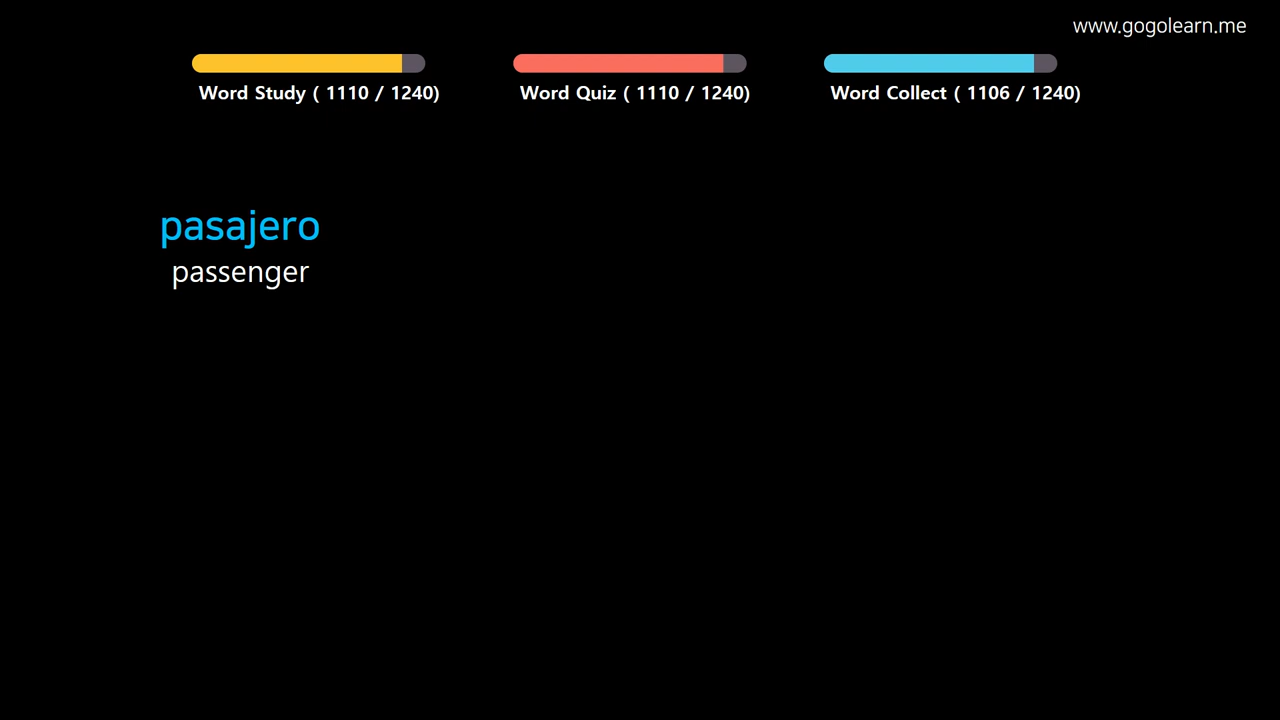 www.gogolearn.me
Word Study ( 1110 / 1240)
Word Quiz ( 1110 / 1240)
Word Collect ( 1106 / 1240)
pasajero
passenger